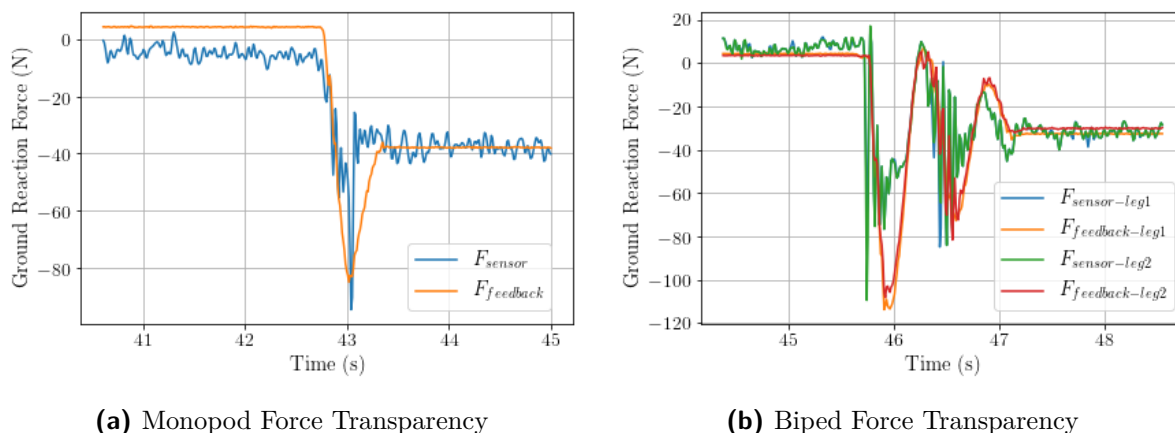 0
−20
−40
−60
−80
Ground Reaction Force (N)
41
42
43
44
45
Time (s)
F_sensor
F_feedback
20
0
−20
−40
−60
−80
−100
−120
Ground Reaction Force (N)
45
46
47
48
Time (s)
F_sensor−leg1
F_feedback−leg1
F_sensor−leg2
F_feedback−leg2
(a) Monopod Force Transparency
(b) Biped Force Transparency